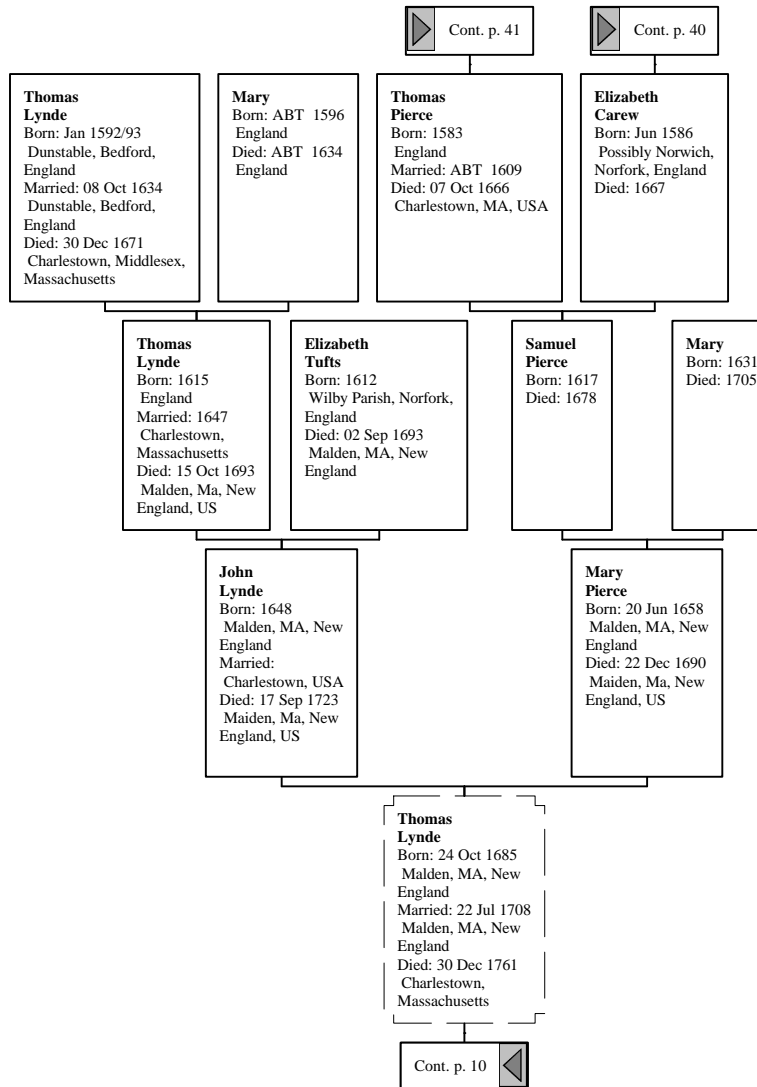 Cont. p. 41
Cont. p. 40
Thomas
Lynde
Born: Jan 1592/93
Dunstable, Bedford,
England
Married: 08 Oct 1634
Dunstable, Bedford,
England
Died: 30 Dec 1671
Charlestown, Middlesex,
Massachusetts
Mary
Born: ABT 1596
England
Died: ABT 1634
England
Thomas
Pierce
Born: 1583
England
Married: ABT 1609
Died: 07 Oct 1666
Charlestown, MA, USA
Elizabeth
Carew
Born: Jun 1586
Possibly Norwich,
Norfork, England
Died: 1667
Thomas
Lynde
Born: 1615
England
Married: 1647
Charlestown,
Massachusetts
Died: 15 Oct 1693
Malden, Ma, New
England, US
Elizabeth
Tufts
Born: 1612
Wilby Parish, Norfork,
England
Died: 02 Sep 1693
Malden, MA, New
England
Samuel
Pierce
Born: 1617
Died: 1678
Mary
Born: 1631
Died: 1705
John
Lynde
Born: 1648
Malden, MA, New
England
Married:
Charlestown, USA
Died: 17 Sep 1723
Maiden, Ma, New
England, US
Mary
Pierce
Born: 20 Jun 1658
Malden, MA, New
England
Died: 22 Dec 1690
Maiden, Ma, New
England, US
Thomas
Lynde
Born: 24 Oct 1685
Malden, MA, New
England
Married: 22 Jul 1708
Malden, MA, New
England
Died: 30 Dec 1761
Charlestown,
Massachusetts
Cont. p. 10